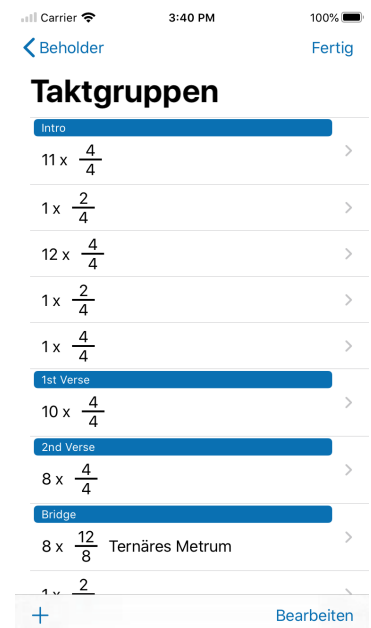 Carrier 3:40 PM 100%
Beholder Fertig
Taktgruppen
Intro
11 x 4/4
1 x 2/4
12 x 4/4
1 x 2/4
1 x 4/4
1st Verse
10 x 4/4
2nd Verse
8 x 4/4
Bridge
8 x 12/8 Ternäres Metrum
1 x 2
+ Bearbeiten